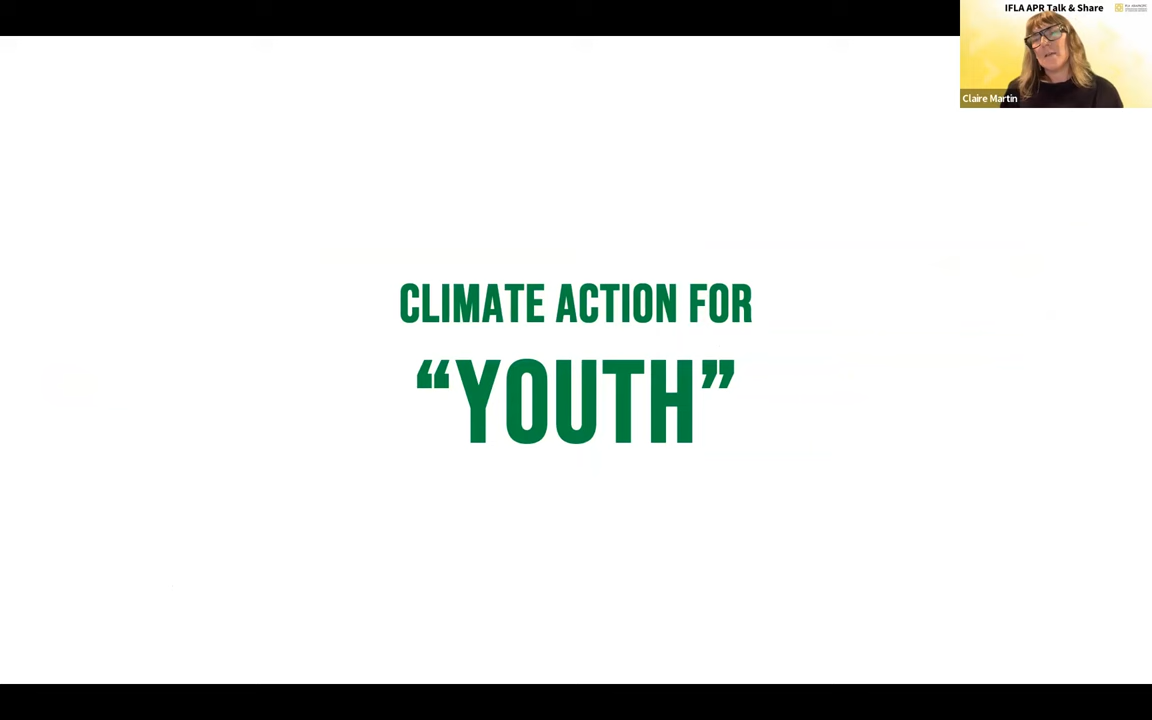 IFLA APR Talk & Share
Claire Martin
CLIMATE ACTION FOR
“YOUTH”